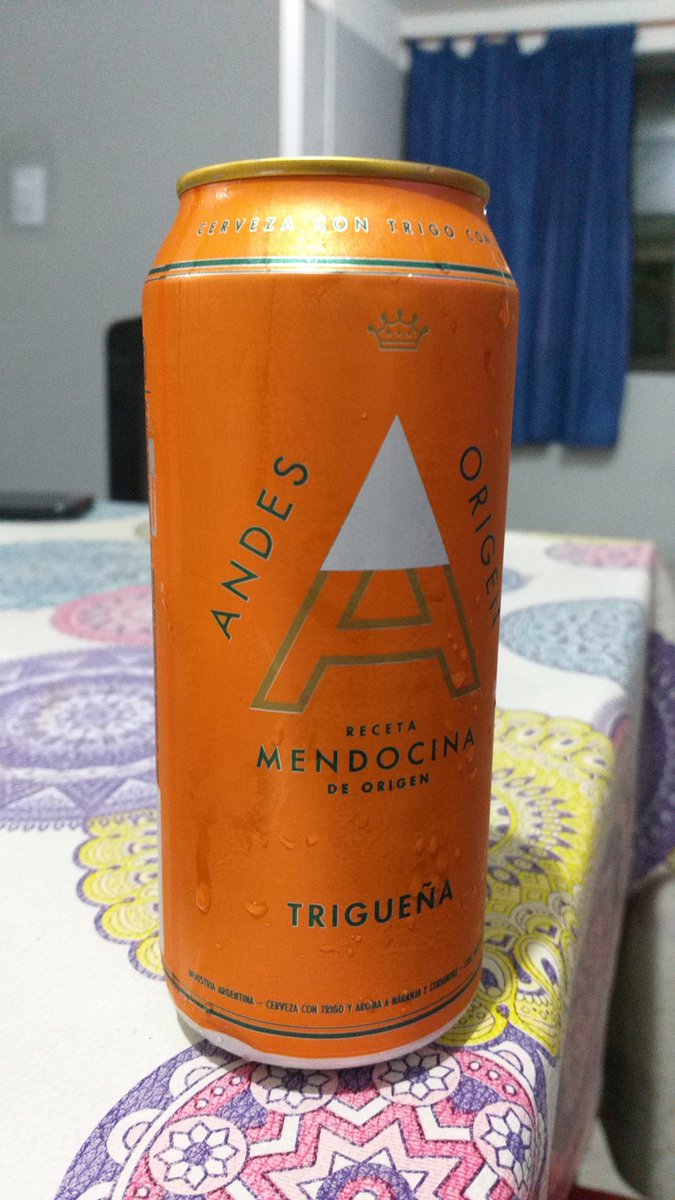 CERVEZA CON TRIGO CON
ANDES
ORIGEN
RECETA
MENDOCINA
DE ORIGEN
TRIGUEÑA
INDUSTRIA ARGENTINA – CERVEZA CON TRIGO Y AROMA A NARANJA Y CORIANDRO –